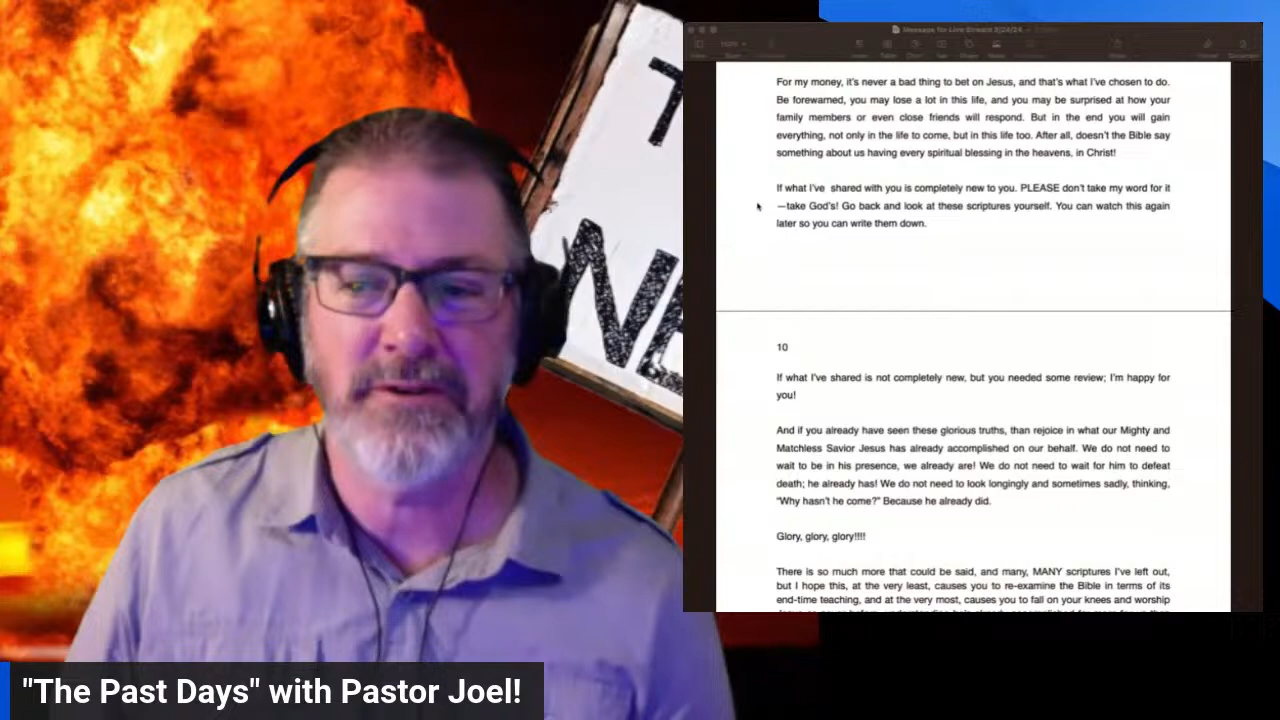 T
NE
Message for Live Stream 3/24/24
For my money, it's never a bad thing to bet on Jesus, and that's what I've chosen to do.
Be forewarned, you may lose a lot in this life, and you may be surprised at how your
family members or even close friends will respond. But in the end you will gain
everything, not only in the life to come, but in this life too. After all, doesn't the Bible say
something about us having every spiritual blessing in the heavens, in Christ!
If what I've shared with you is completely new to you. PLEASE don't take my word for it
—take God's! Go back and look at these scriptures yourself. You can watch this again
later so you can write them down.
10
If what I've shared is not completely new, but you needed some review; I'm happy for
you!
And if you already have seen these glorious truths, than rejoice in what our Mighty and
Matchless Savior Jesus has already accomplished on our behalf. We do not need to
wait to be in his presence, we already are! We do not need to wait for him to defeat
death; he already has! We do not need to look longingly and sometimes sadly, thinking,
"Why hasn't he come?" Because he already did.
Glory, glory, glory!!!!
There is so much more that could be said, and many, MANY scriptures I've left out,
but I hope this, at the very least, causes you to re-examine the Bible in terms of its
end-time teaching, and at the very most, causes you to fall on your knees and worship
"The Past Days" with Pastor Joel!